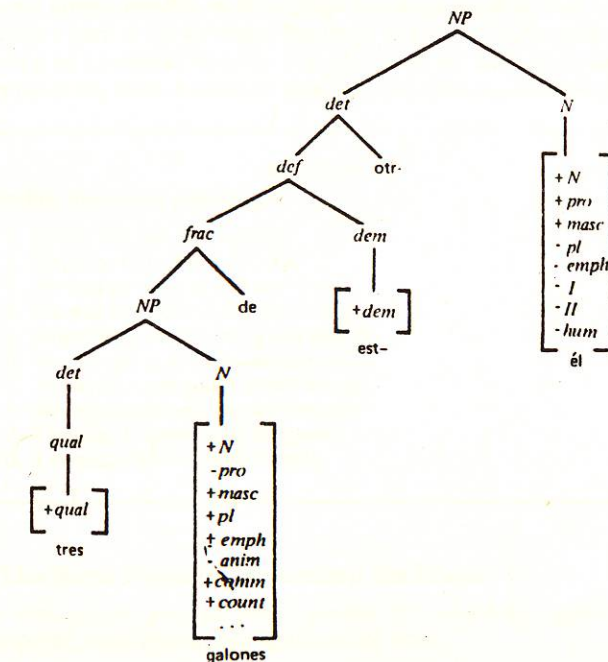 NP
det N
def otr-
+ N
+ pro
+ masc
- pl
- emph
- I
- II
- hum
él
frac dem
NP de
[+dem]
est-
det N
qual
[+qual]
tres
+ N
- pro
+ masc
+ pl
+ emph
- anim
+ comm
+ count
...
galones